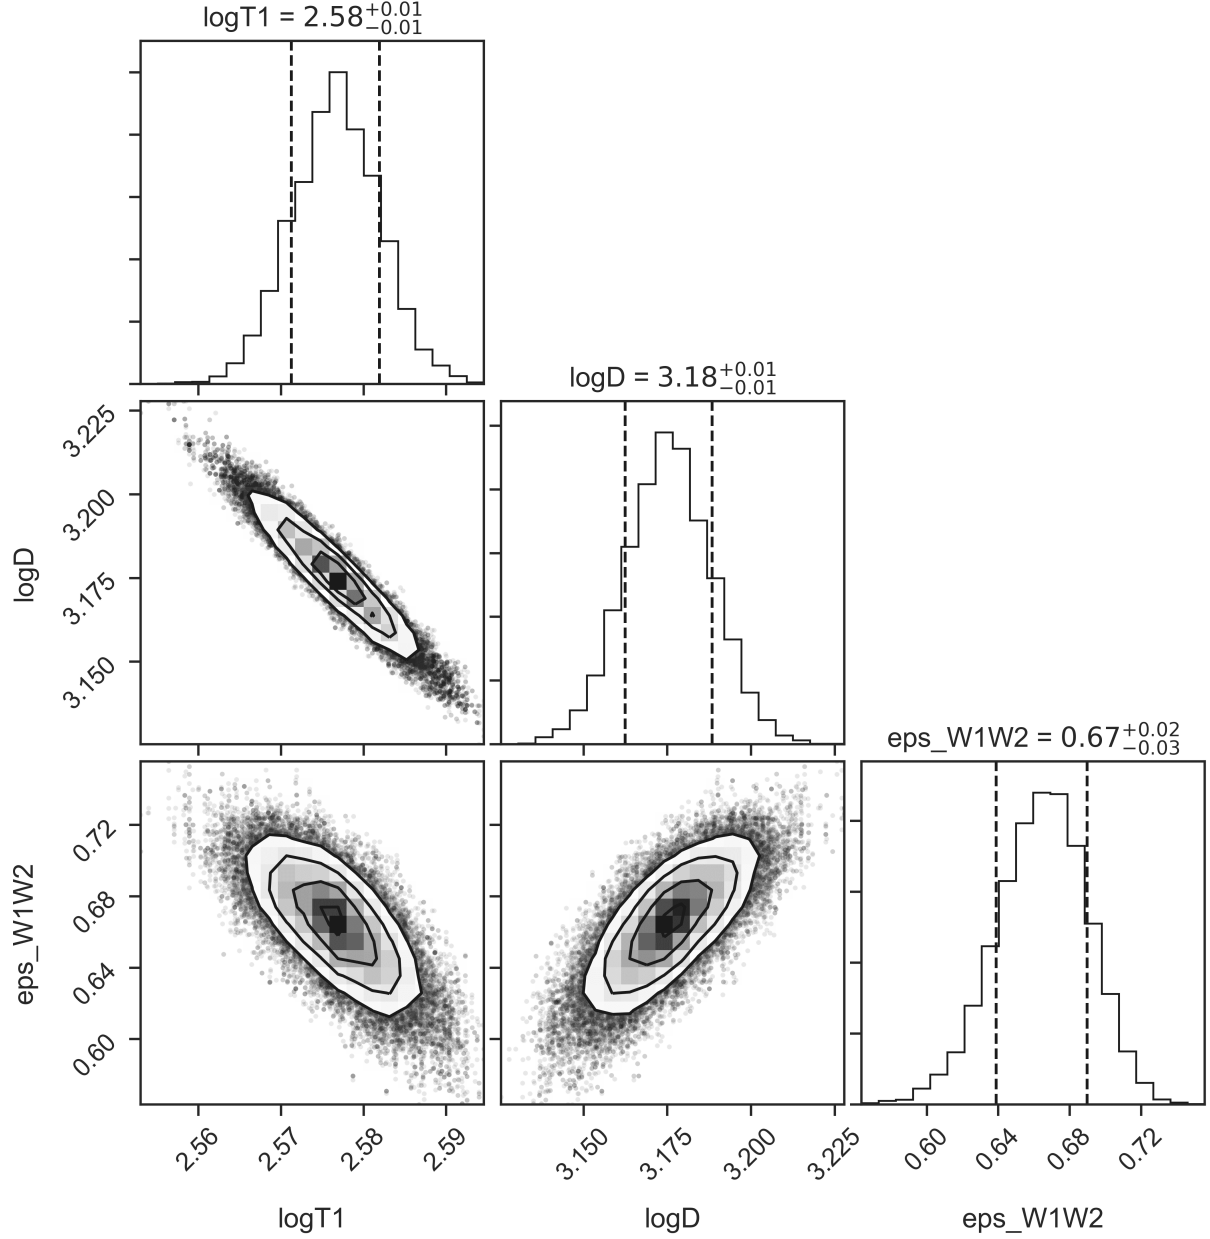 logT1 = 2.58+0.01−0.01
logD = 3.18+0.01−0.01
3.225
3.200
3.175
3.150
logD
eps_W1W2 = 0.67+0.02−0.03
0.72
0.68
0.64
0.60
eps_W1W2
2.56 2.57 2.58 2.59
3.150 3.175 3.200 3.225
0.60 0.64 0.68 0.72
logT1 logD eps_W1W2